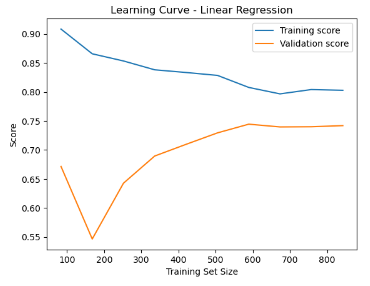 Learning Curve - Linear Regression
Training score
Validation score
0.90
0.85
0.80
0.75
0.70
0.65
0.60
0.55
Score
100 200 300 400 500 600 700 800
Training Set Size